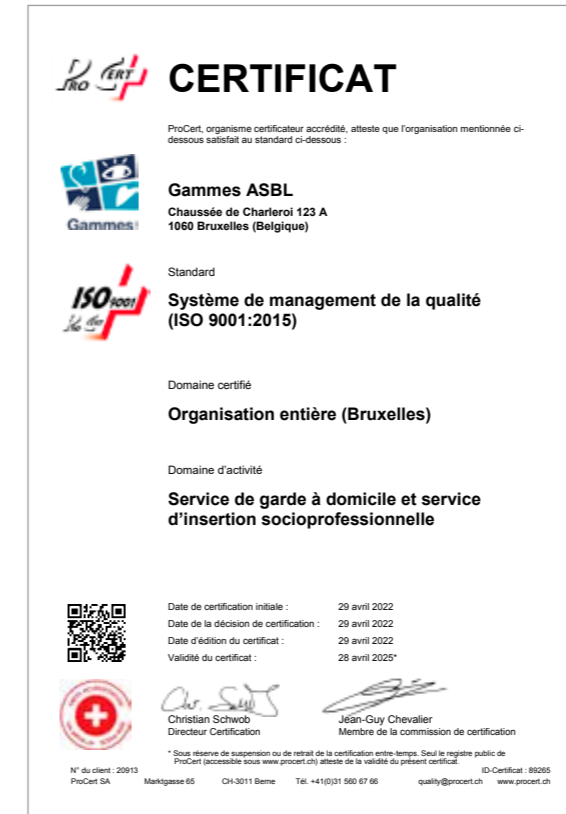 PRO CERT
CERTIFICAT
ProCert, organisme certificateur accrédité, atteste que l'organisation mentionnée ci-
dessous satisfait au standard ci-dessous :
Gammes
Gammes ASBL
Chaussée de Charleroi 123 A
1060 Bruxelles (Belgique)
Standard
ISO 9001
Système de management de la qualité
(ISO 9001:2015)
Domaine certifié
Organisation entière (Bruxelles)
Domaine d'activité
Service de garde à domicile et service
d'insertion socioprofessionnelle
Date de certification initiale : 29 avril 2022
Date de la décision de certification : 29 avril 2022
Date d'édition du certificat : 29 avril 2022
Validité du certificat : 28 avril 2025*
Christian Schwob Jean-Guy Chevalier
Directeur Certification Membre de la commission de certification
* Sous réserve de suspension ou de retrait de la certification entre-temps. Seul le registre public de
ProCert (accessible sous www.procert.ch) atteste de la validité du présent certificat.
N° du client : 20913 ID-Certificat : 89265
ProCert SA Marktgasse 65 CH-3011 Berne Tél. +41(0)31 560 67 66 quality@procert.ch www.procert.ch